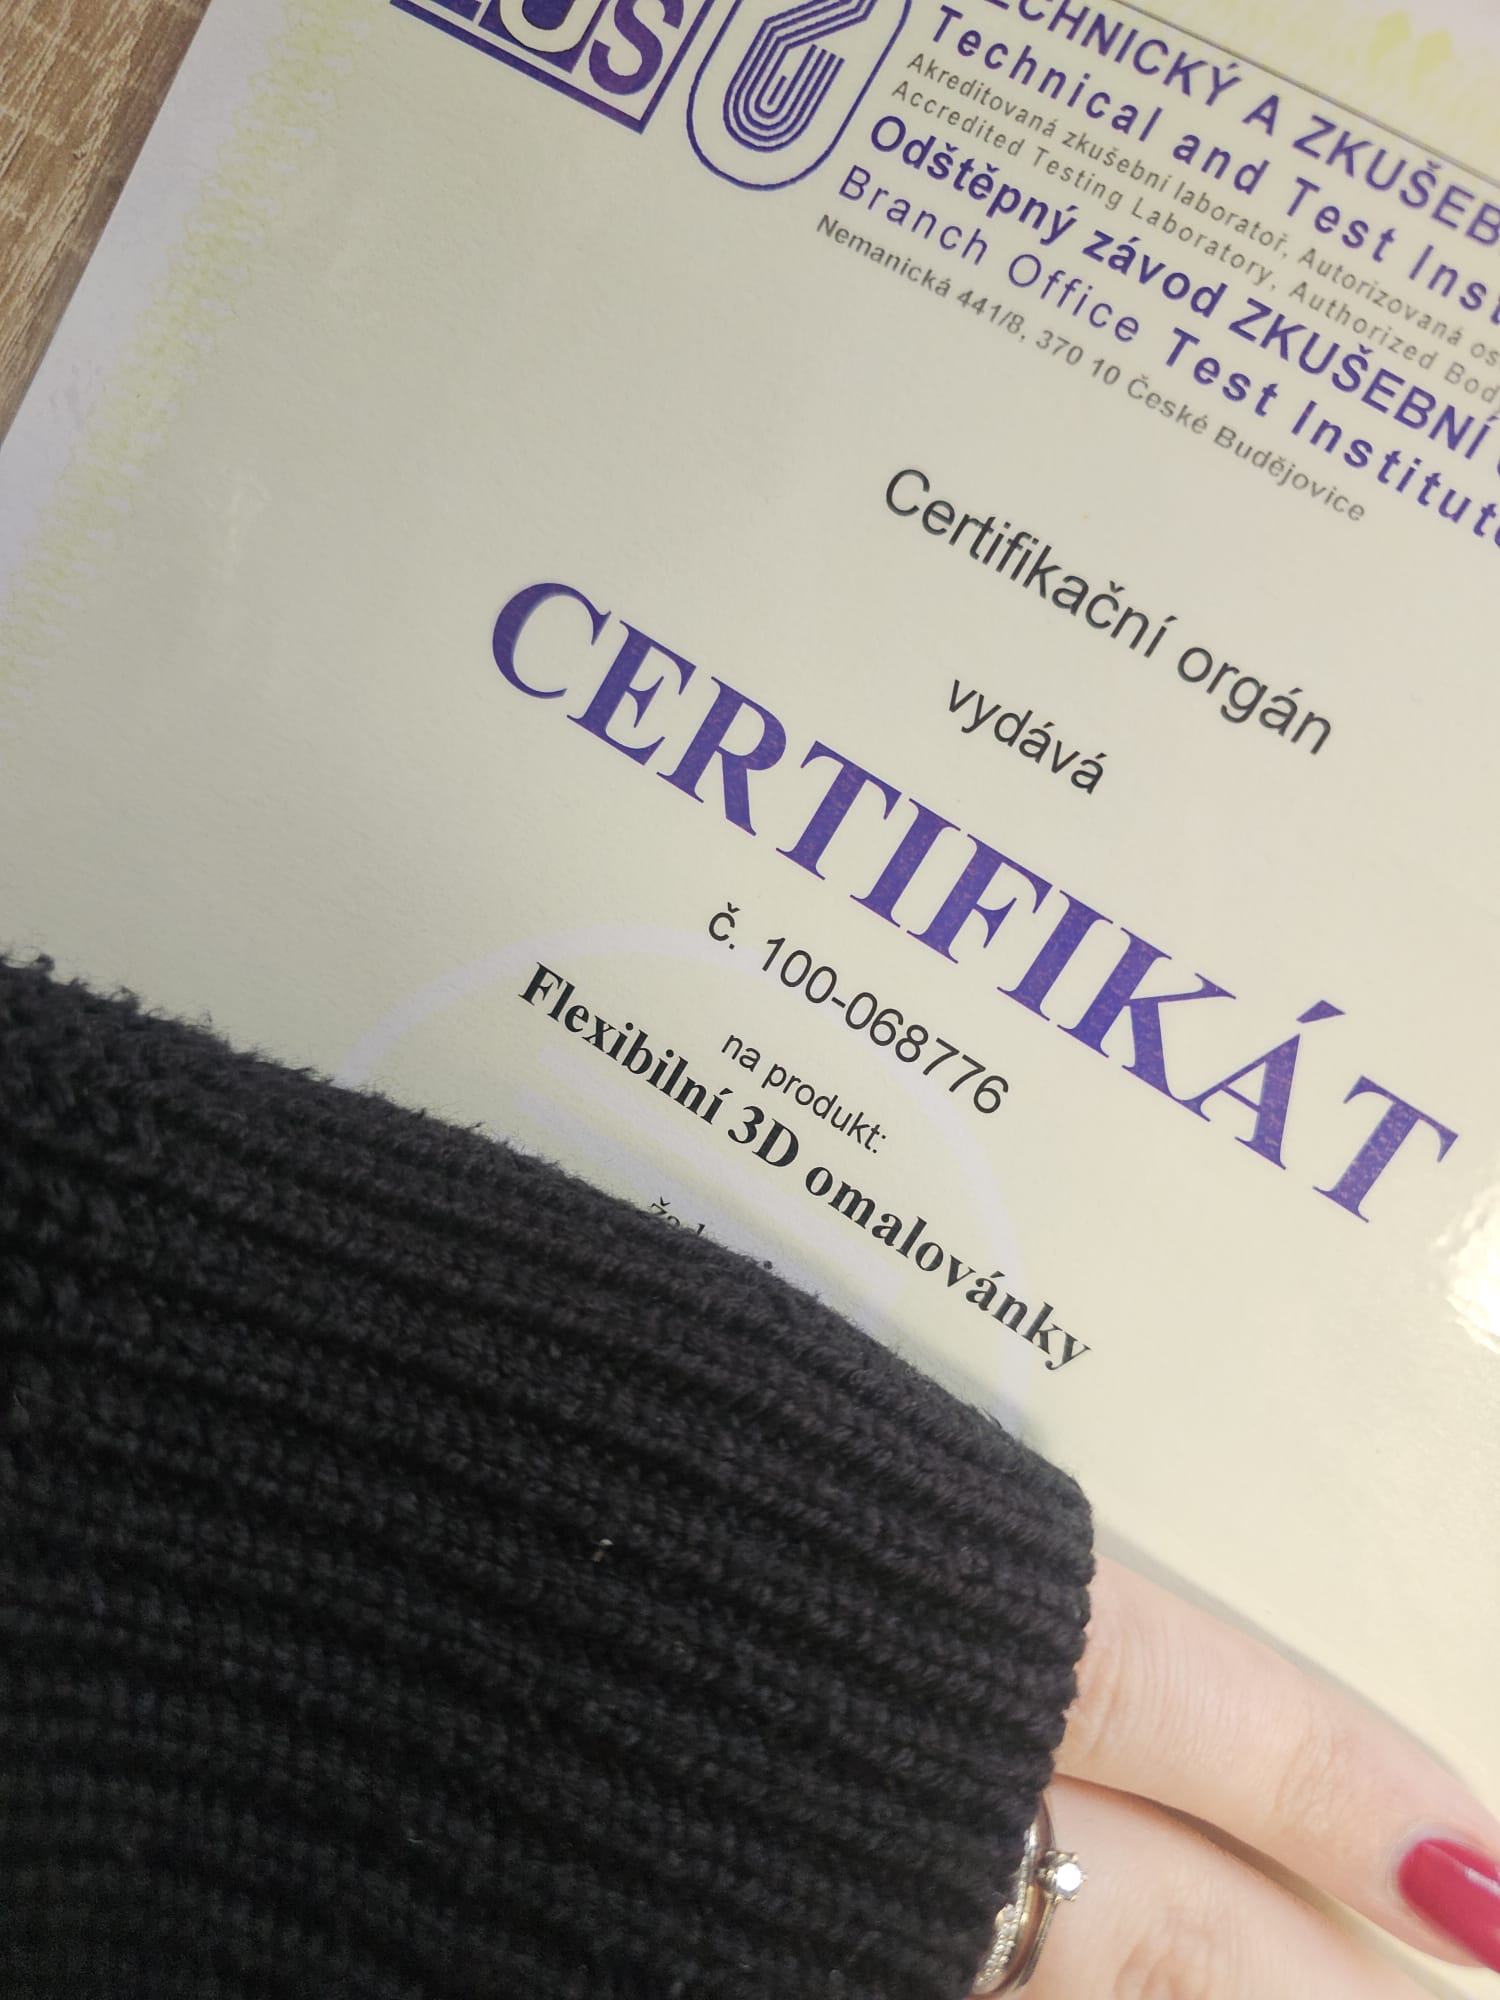 TECHNICKÝ A ZKUŠEB
Technical and Test Inst
Akreditovaná zkušební laboratoř, Autorizovaná os
Accredited Testing Laboratory, Authorized Body
Odštěpný závod ZKUŠEBNÍ
Branch Office Test Institut
Nemanická 441/8, 370 10 České Budějovice
Certifikační orgán
vydává
CERTIFIKÁT
č. 100-068776
na produkt:
Flexibilní 3D omalovánky